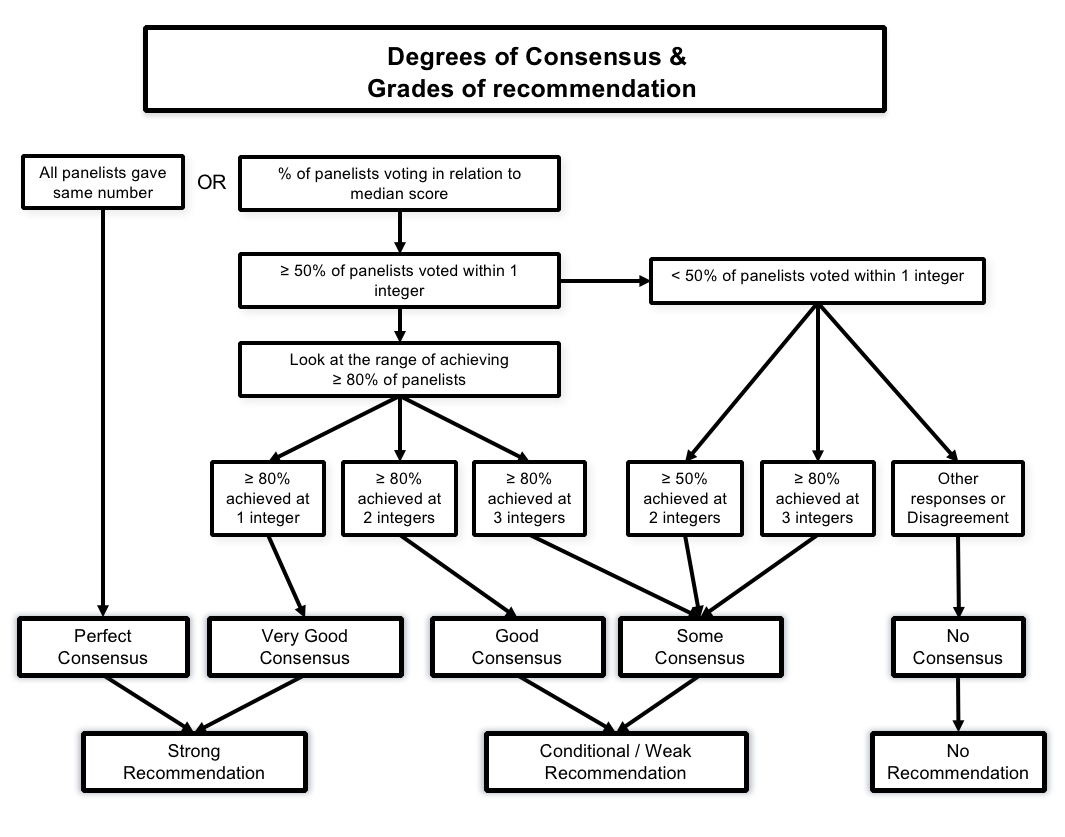 Degrees of Consensus &
Grades of recommendation
All panelists gave
same number
OR
% of panelists voting in relation to
median score
≥ 50% of panelists voted within 1
integer
< 50% of panelists voted within 1 integer
Look at the range of achieving
≥ 80% of panelists
≥ 80%
achieved at
1 integer
≥ 80%
achieved at
2 integers
≥ 80%
achieved at
3 integers
≥ 50%
achieved at
2 integers
≥ 80%
achieved at
3 integers
Other
responses or
Disagreement
Perfect
Consensus
Very Good
Consensus
Good
Consensus
Some
Consensus
No
Consensus
Strong
Recommendation
Conditional / Weak
Recommendation
No
Recommendation